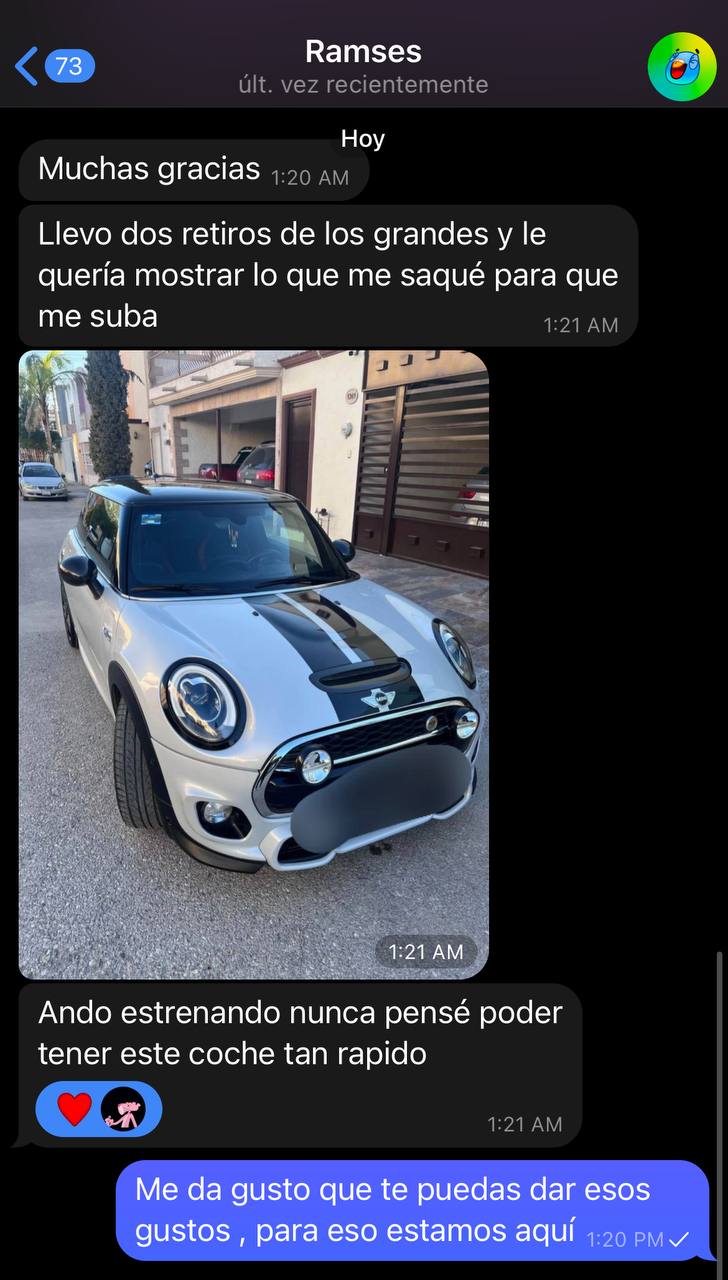 73
Ramses
últ. vez recientemente
Hoy
Muchas gracias 1:20 AM
Llevo dos retiros de los grandes y le
quería mostrar lo que me saqué para que
me suba
1:21 AM
1:21 AM
Ando estrenando nunca pensé poder
tener este coche tan rapido
1:21 AM
Me da gusto que te puedas dar esos
gustos , para eso estamos aquí 1:20 PM